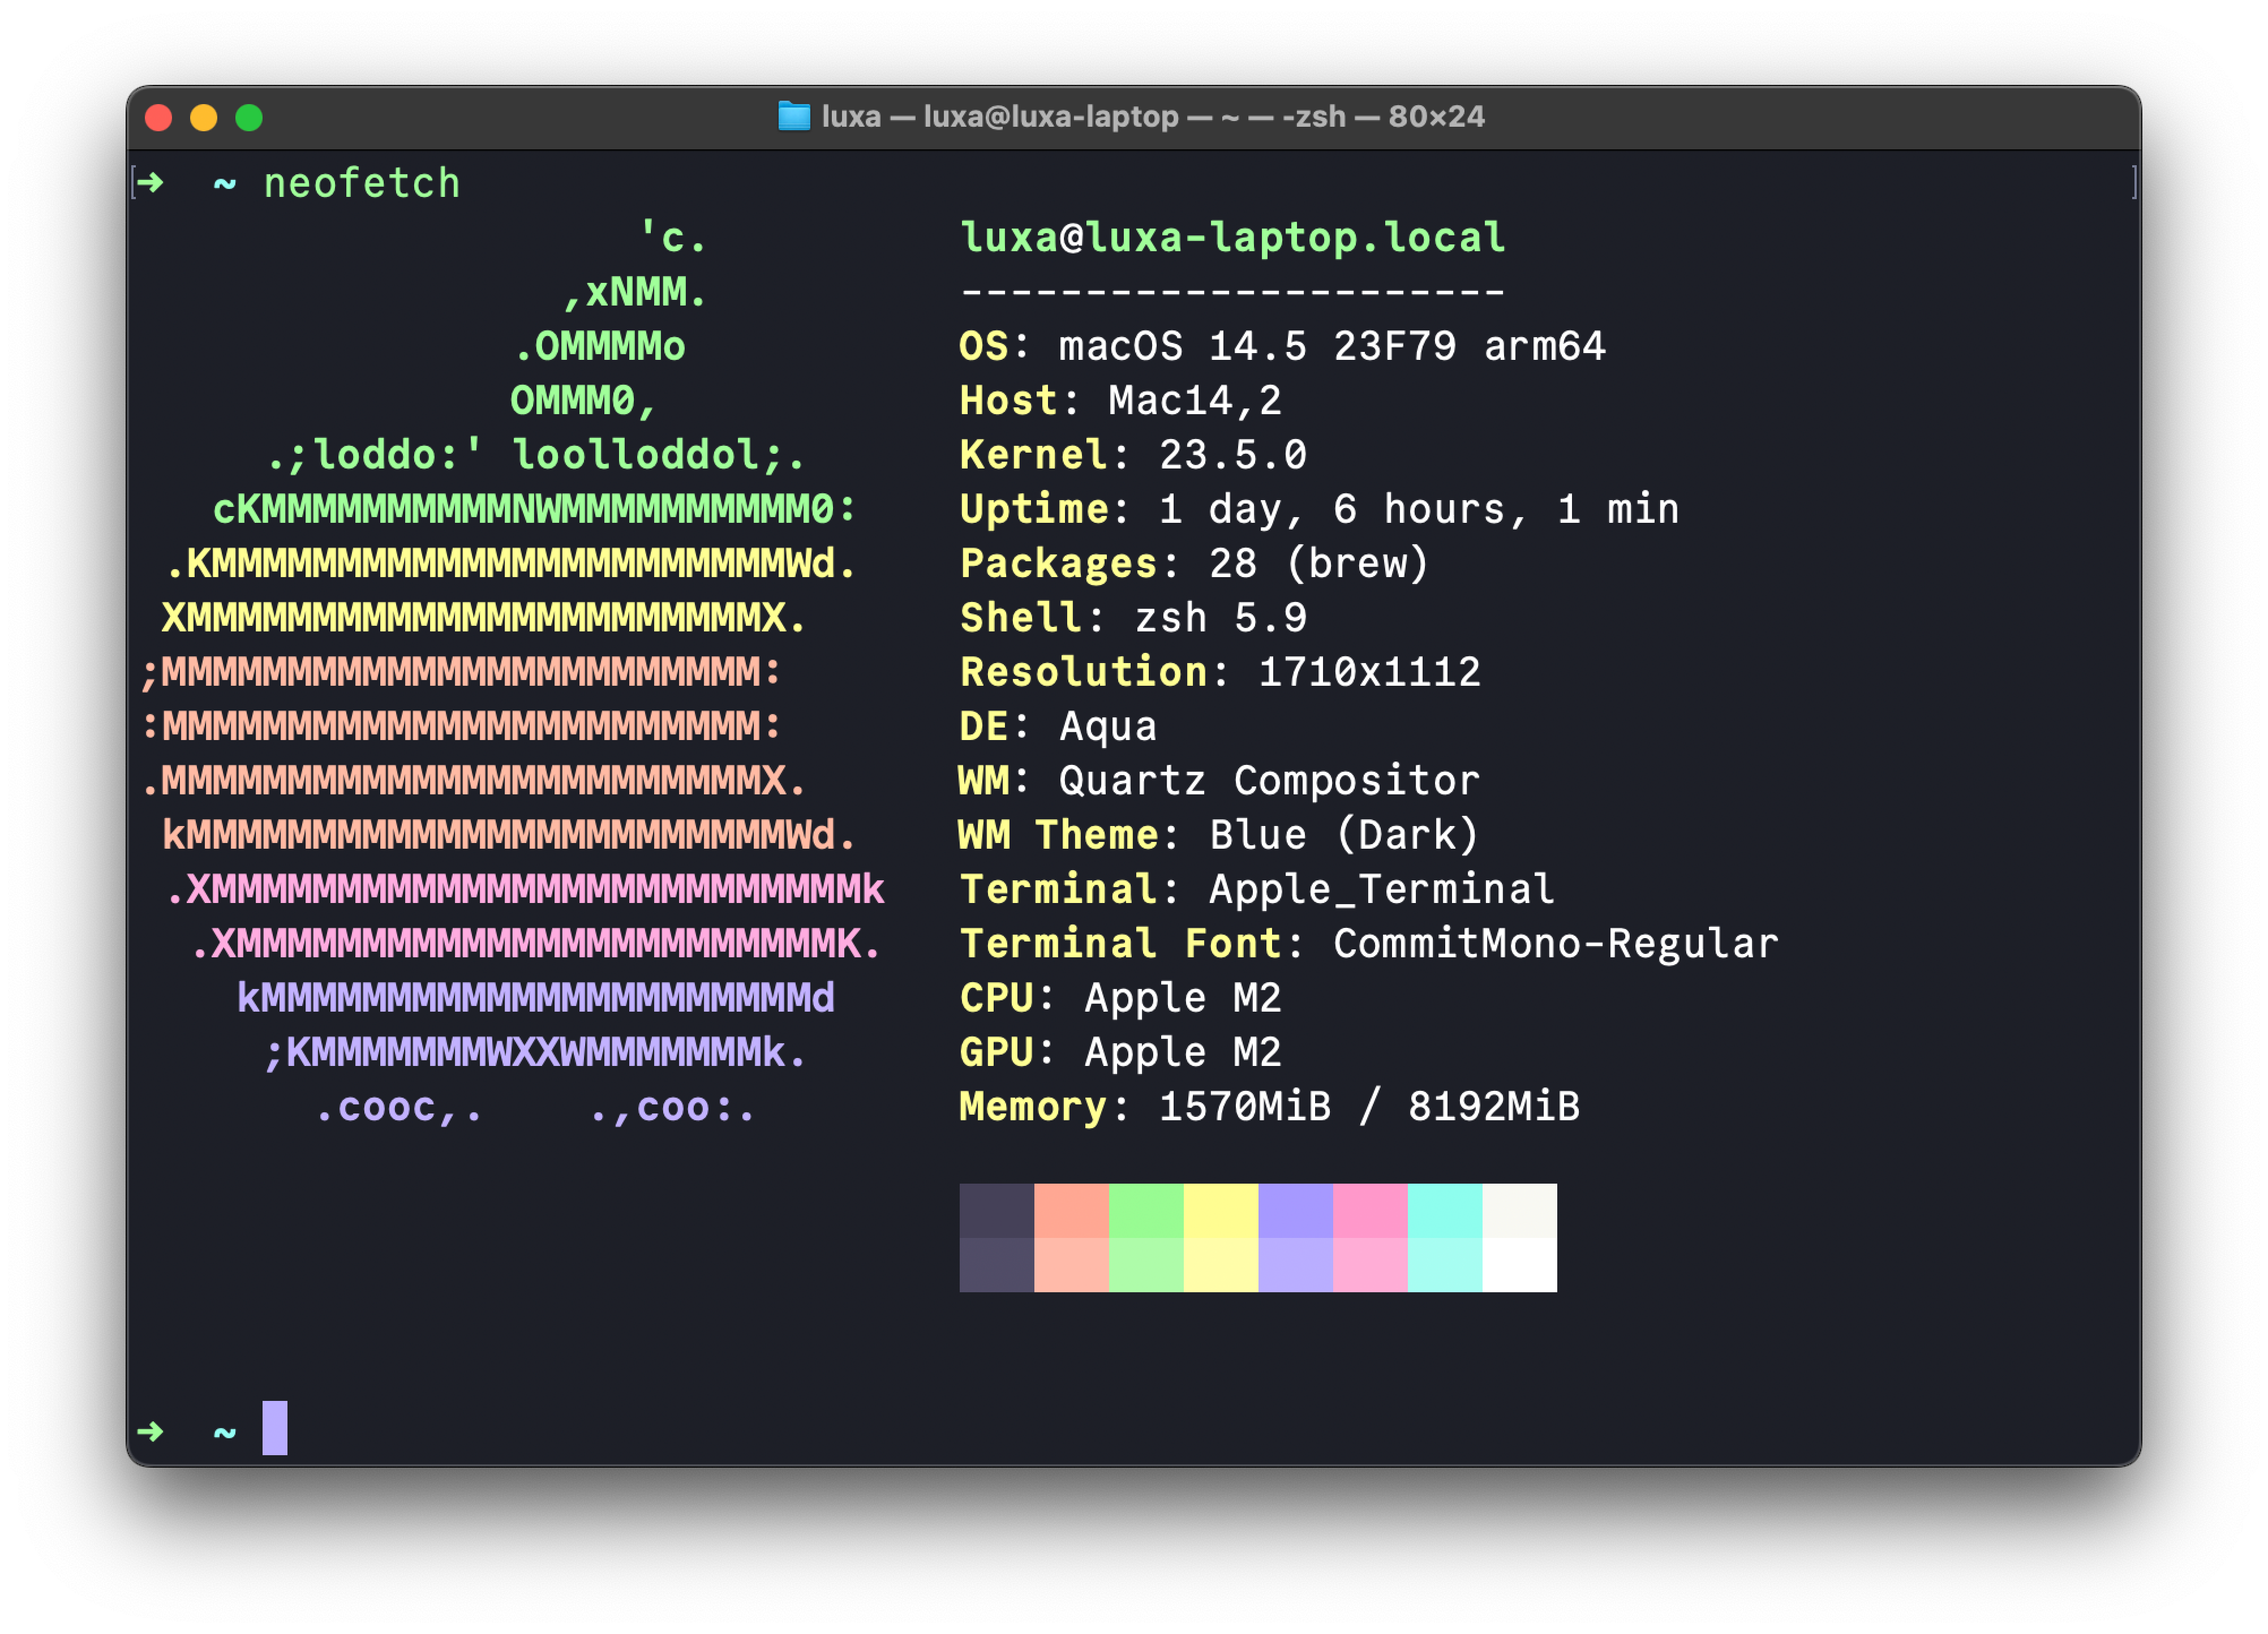 luxa — luxa@luxa-laptop — ~ — -zsh — 80×24
[➜  ~ neofetch ]
                    'c.          luxa@luxa-laptop.local
                 ,xNMM.          ----------------------
               .OMMMMo           OS: macOS 14.5 23F79 arm64
               OMMM0,            Host: Mac14,2
     .;loddo:' loolloddol;.      Kernel: 23.5.0
   cKMMMMMMMMMMNWMMMMMMMMMM0:    Uptime: 1 day, 6 hours, 1 min
 .KMMMMMMMMMMMMMMMMMMMMMMMWd.    Packages: 28 (brew)
 XMMMMMMMMMMMMMMMMMMMMMMMX.      Shell: zsh 5.9
;MMMMMMMMMMMMMMMMMMMMMMMM:       Resolution: 1710x1112
:MMMMMMMMMMMMMMMMMMMMMMMM:       DE: Aqua
.MMMMMMMMMMMMMMMMMMMMMMMMX.      WM: Quartz Compositor
 kMMMMMMMMMMMMMMMMMMMMMMMMWd.    WM Theme: Blue (Dark)
 .XMMMMMMMMMMMMMMMMMMMMMMMMMMk   Terminal: Apple_Terminal
  .XMMMMMMMMMMMMMMMMMMMMMMMMK.   Terminal Font: CommitMono-Regular
    kMMMMMMMMMMMMMMMMMMMMMMd     CPU: Apple M2
     ;KMMMMMMMWXXWMMMMMMMk.      GPU: Apple M2
       .cooc,.    .,coo:.        Memory: 1570MiB / 8192MiB
➜  ~